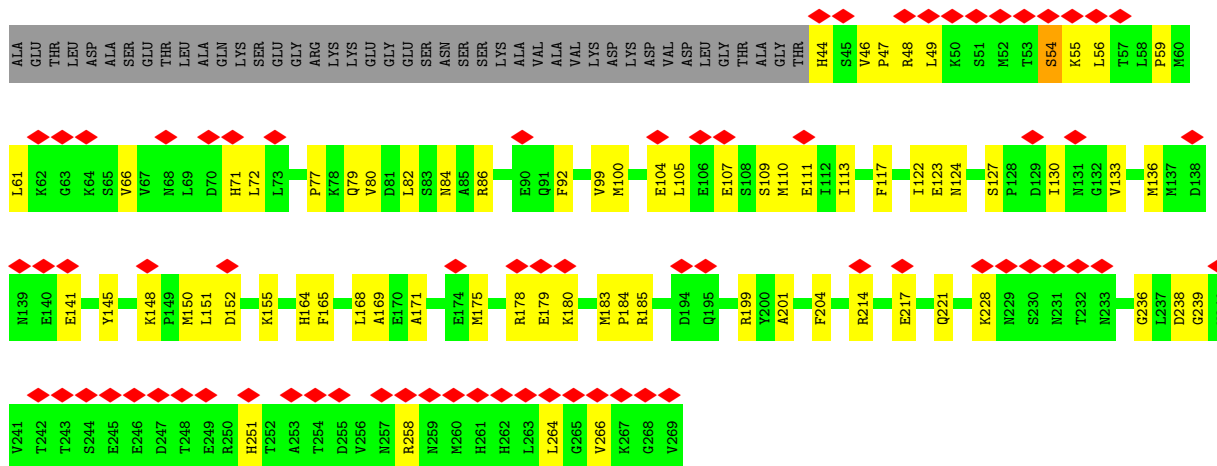 ALA GLU THR LEU ASP ALA SER GLU THR LEU ALA GLN LYS SER GLU GLY ARG LYS LYS GLU GLY GLU SER ASN SER SER LYS ALA VAL ALA VAL LYS ASP LYS ASP VAL ASP LEU GLY THR ALA GLY THR H44 S45 V46 P47 R48 L49 K50 S51 M52 T53 S54 K55 L56 T57 L58 P59 M60
L61 K62 G63 K64 S65 V66 V67 N68 L69 D70 H71 L72 L73 P77 K78 Q79 V80 D81 L82 S83 N84 A85 R86 E90 Q91 F92 V99 M100 E104 L105 E106 E107 S108 S109 M110 E111 I112 I113 F117 I122 E123 N124 S127 P128 D129 I130 N131 G132 V133 M136 M137 D138
N139 E140 E141 Y145 K148 P149 M150 L151 D152 K155 H164 F165 L168 A169 E170 A171 E174 M175 R178 E179 K180 M183 P184 R185 D194 Q195 R199 Y200 A201 F204 R214 E217 Q221 K228 N229 S230 N231 T232 N233 G236 L237 D238 G239
V241 T242 T243 S244 E245 E246 D247 T248 E249 R250 H251 T252 A253 T254 D255 V256 N257 R258 N259 M260 H261 H262 L263 L264 G265 V266 K267 G268 V269